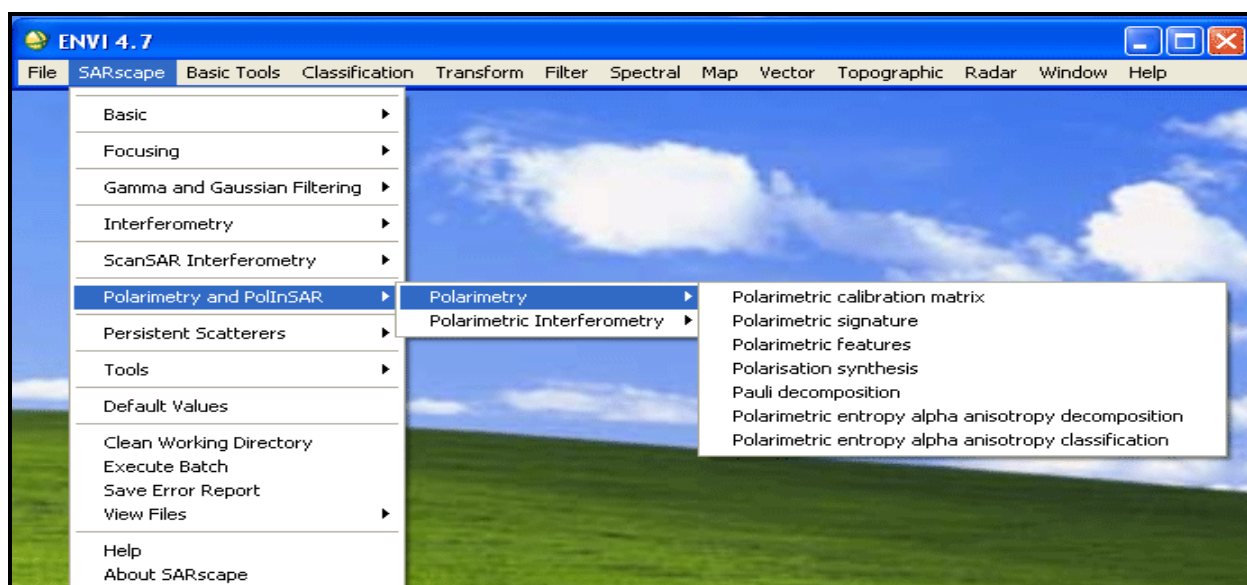 ENVI 4.7
File SARscape Basic Tools Classification Transform Filter Spectral Map Vector Topographic Radar Window Help
Basic
Focusing
Gamma and Gaussian Filtering
Interferometry
ScanSAR Interferometry
Polarimetry and PolInSAR
Persistent Scatterers
Tools
Default Values
Clean Working Directory
Execute Batch
Save Error Report
View Files
Help
About SARscape
Polarimetry
Polarimetric Interferometry
Polarimetric calibration matrix
Polarimetric signature
Polarimetric features
Polarisation synthesis
Pauli decomposition
Polarimetric entropy alpha anisotropy decomposition
Polarimetric entropy alpha anisotropy classification